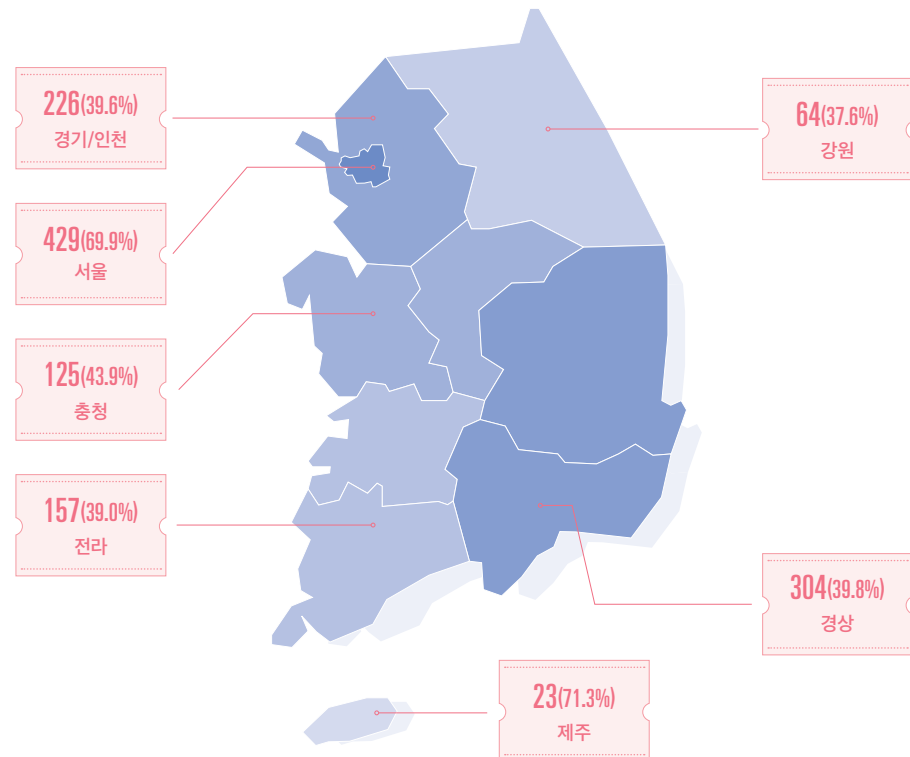 226(39.6%)
경기/인천
64(37.6%)
강원
429(69.9%)
서울
125(43.9%)
충청
157(39.0%)
전라
304(39.8%)
경상
23(71.3%)
제주